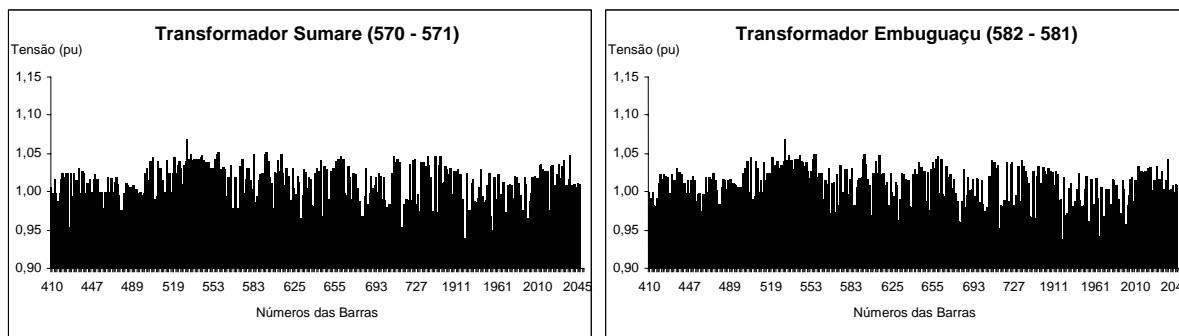 Transformador Sumare (570 - 571)
Tensão (pu)
1,15
1,10
1,05
1,00
0,95
0,90
410 447 489 519 553 583 625 655 693 727 1911 1961 2010 2045
Números das Barras
Transformador Embuguaçu (582 - 581)
Tensão (pu)
1,15
1,10
1,05
1,00
0,95
0,90
410 447 489 519 553 583 625 655 693 727 1911 1961 2010 204
Números das Barras